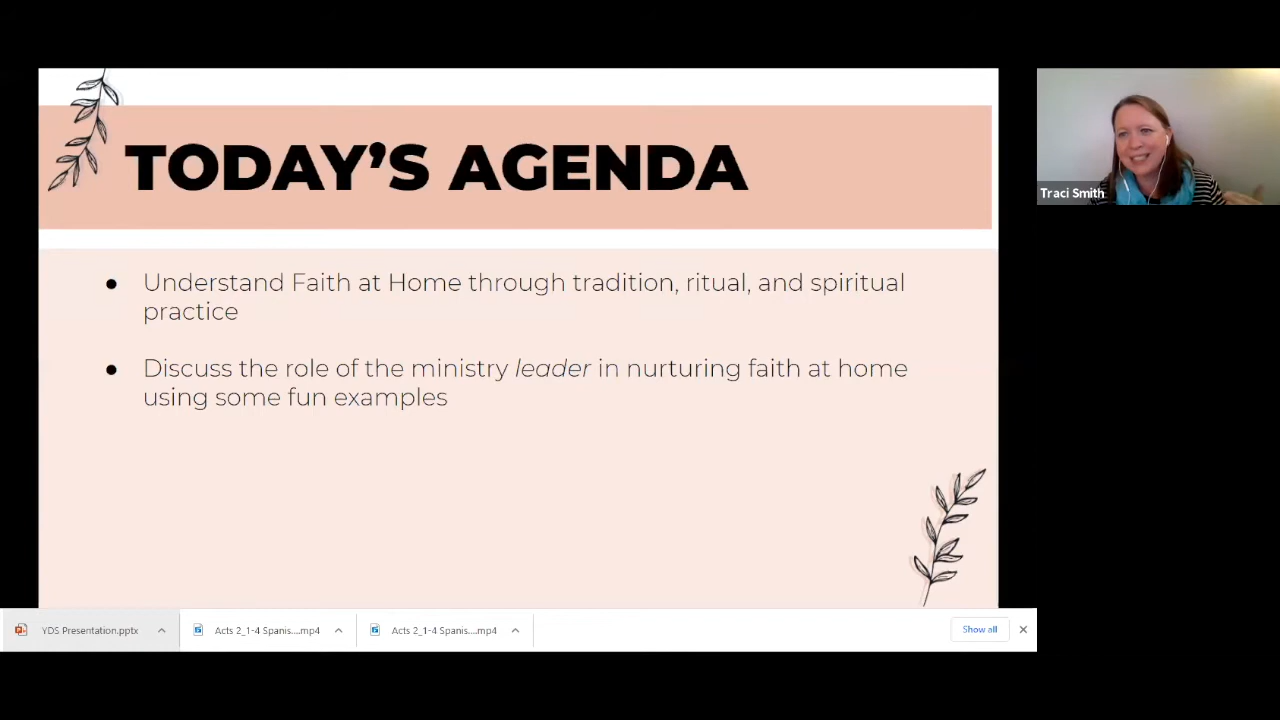 TODAY'S AGENDA
● Understand Faith at Home through tradition, ritual, and spiritual
practice
● Discuss the role of the ministry leader in nurturing faith at home
using some fun examples
Traci Smith
YDS Presentation.pptx
Acts 2_1-4 Spanis....mp4
Acts 2_1-4 Spanis....mp4
Show all